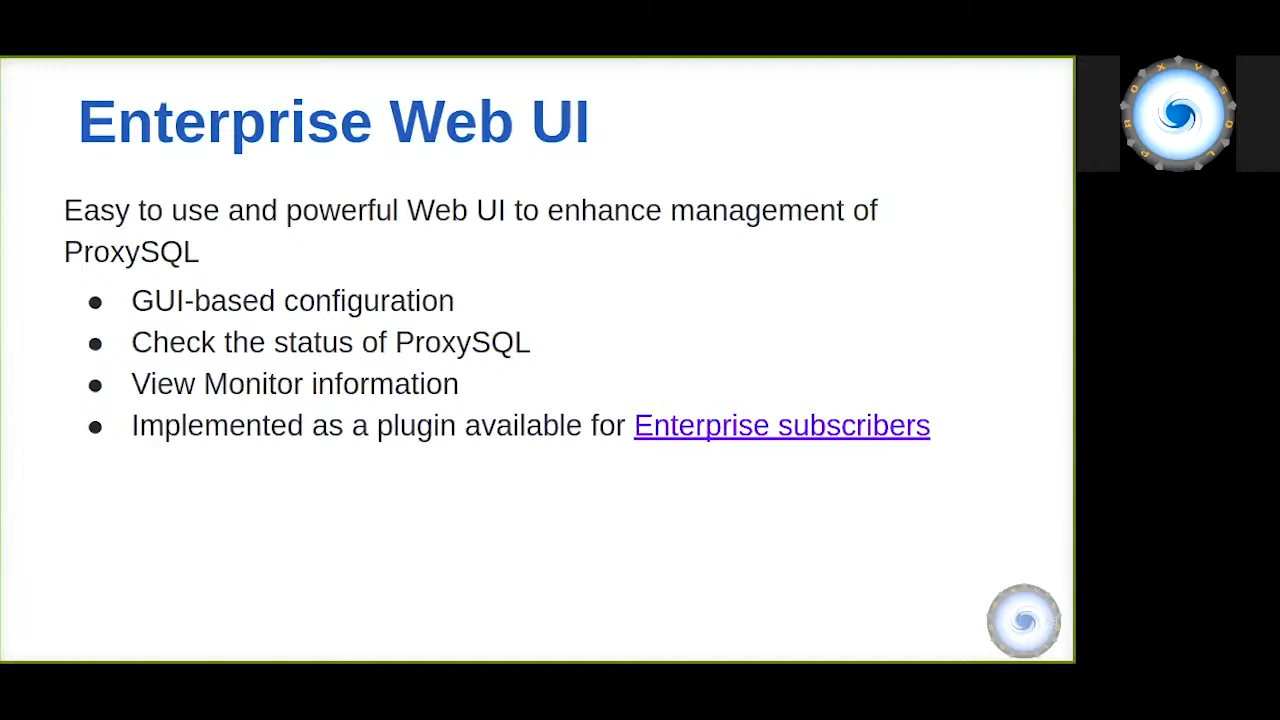 Enterprise Web UI
Easy to use and powerful Web UI to enhance management of
ProxySQL
● GUI-based configuration
● Check the status of ProxySQL
● View Monitor information
● Implemented as a plugin available for Enterprise subscribers
PROXYSQL